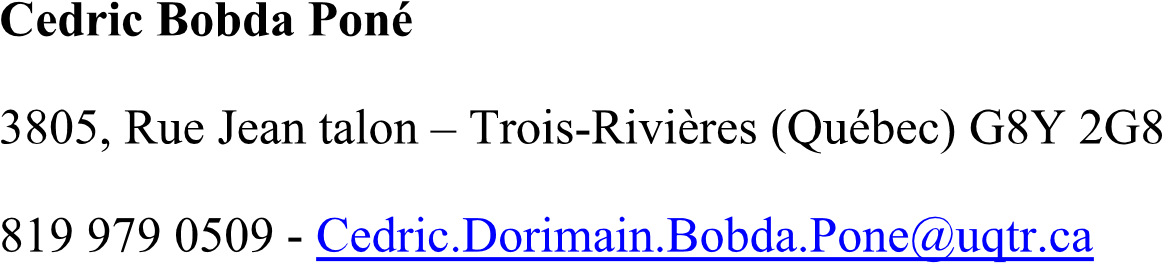 Cedric Bobda Poné
3805, Rue Jean talon – Trois-Rivières (Québec) G8Y 2G8
819 979 0509 - Cedric.Dorimain.Bobda.Pone@uqtr.ca